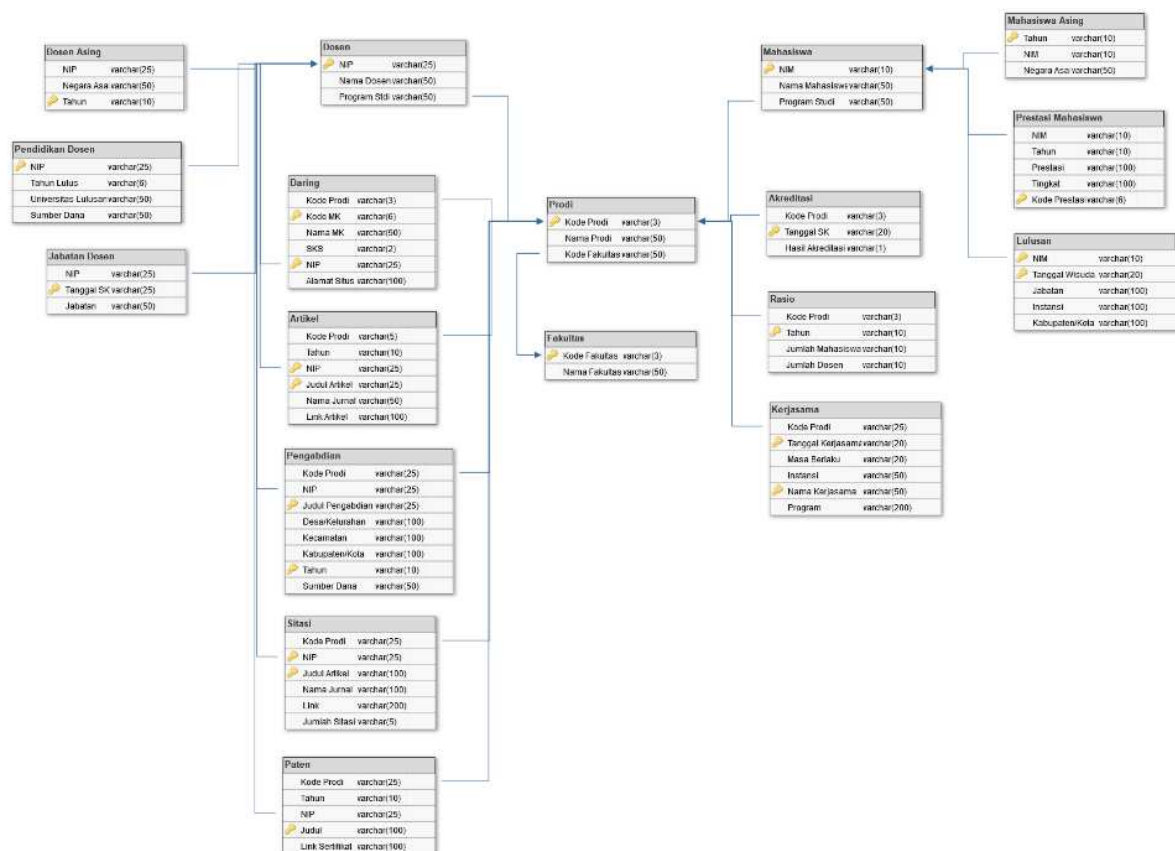 Dosen Asing
NIP varchar(25)
Negara Asa varchar(50)
Tahun varchar(10)
Pendidikan Dosen
NIP varchar(25)
Tahun Lulus varchar(6)
Universitas Lulusan varchar(50)
Sumber Dana varchar(50)
Jabatan Dosen
NIP varchar(25)
Tanggal SK varchar(25)
Jabatan varchar(50)
Dosen
NIP varchar(25)
Nama Dosen varchar(50)
Program Stdi varchar(50)
Daring
Kode Prodi varchar(3)
Kode MK varchar(6)
Nama MK varchar(50)
SKS varchar(2)
NIP varchar(25)
Alamat Situs varchar(100)
Artikel
Kode Prodi varchar(5)
Tahun varchar(10)
NIP varchar(25)
Judul Artikel varchar(25)
Nama Jurnal varchar(50)
Link Artikel varchar(100)
Pengabdian
Kode Prodi varchar(25)
NIP varchar(25)
Judul Pengabdian varchar(25)
Desa/Kelurahan varchar(100)
Kecamatan varchar(100)
Kabupaten/Kota varchar(100)
Tahun varchar(10)
Sumber Dana varchar(50)
Sitasi
Kode Prodi varchar(25)
NIP varchar(25)
Judul Artikel varchar(100)
Nama Jurnal varchar(100)
Link varchar(200)
Jumlah Sitasi varchar(5)
Paten
Kode Prodi varchar(25)
Tahun varchar(10)
NIP varchar(25)
Judul varchar(100)
Link Sertifikat varchar(100)
Prodi
Kode Prodi varchar(3)
Nama Prodi varchar(50)
Kode Fakultas varchar(50)
Fakultas
Kode Fakultas varchar(3)
Nama Fakultas varchar(50)
Mahasiswa
NIM varchar(10)
Nama Mahasiswa varchar(50)
Program Studi varchar(50)
Akreditasi
Kode Prodi varchar(3)
Tanggal SK varchar(20)
Hasil Akreditasi varchar(1)
Rasio
Kode Prodi varchar(3)
Tahun varchar(10)
Jumlah Mahasiswa varchar(10)
Jumlah Dosen varchar(10)
Kerjasama
Kode Prodi varchar(25)
Tanggal Kerjasama varchar(20)
Masa Berlaku varchar(20)
Instansi varchar(50)
Nama Kerjasama varchar(50)
Program varchar(200)
Mahasiswa Asing
Tahun varchar(10)
NIM varchar(10)
Negara Asa varchar(50)
Prestasi Mahasiswa
NIM varchar(10)
Tahun varchar(10)
Prestasi varchar(100)
Tingkat varchar(100)
Kode Prestas varchar(6)
Lulusan
NIM varchar(10)
Tanggal Wisuda varchar(20)
Jabatan varchar(100)
Instansi varchar(100)
Kabupaten/Kota varchar(100)